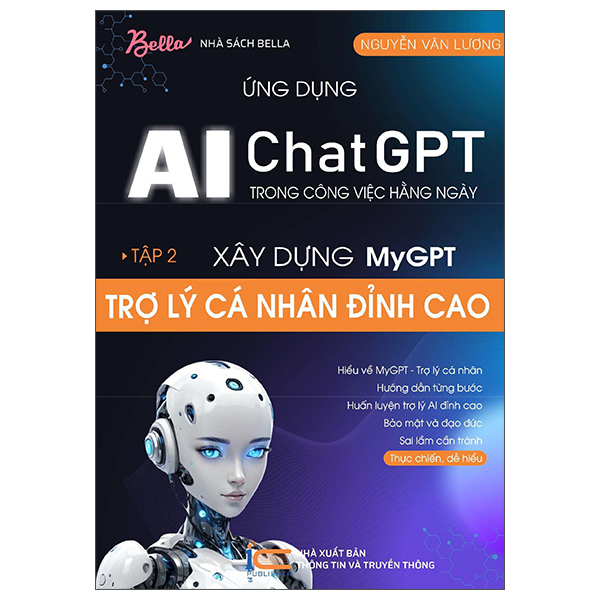 Bella
NHÀ SÁCH BELLA
NGUYỄN VĂN LƯƠNG
ỨNG DỤNG
AI ChatGPT
TRONG CÔNG VIỆC HẰNG NGÀY
TẬP 2
XÂY DỰNG MyGPT
TRỢ LÝ CÁ NHÂN ĐỈNH CAO
Hiểu về MyGPT - Trợ lý cá nhân
Hướng dẫn từng bước
Huấn luyện trợ lý AI đỉnh cao
Bảo mật và đạo đức
Sai lầm cần tránh
Thực chiến, dễ hiểu
NHÀ XUẤT BẢN
THÔNG TIN VÀ TRUYỀN THÔNG